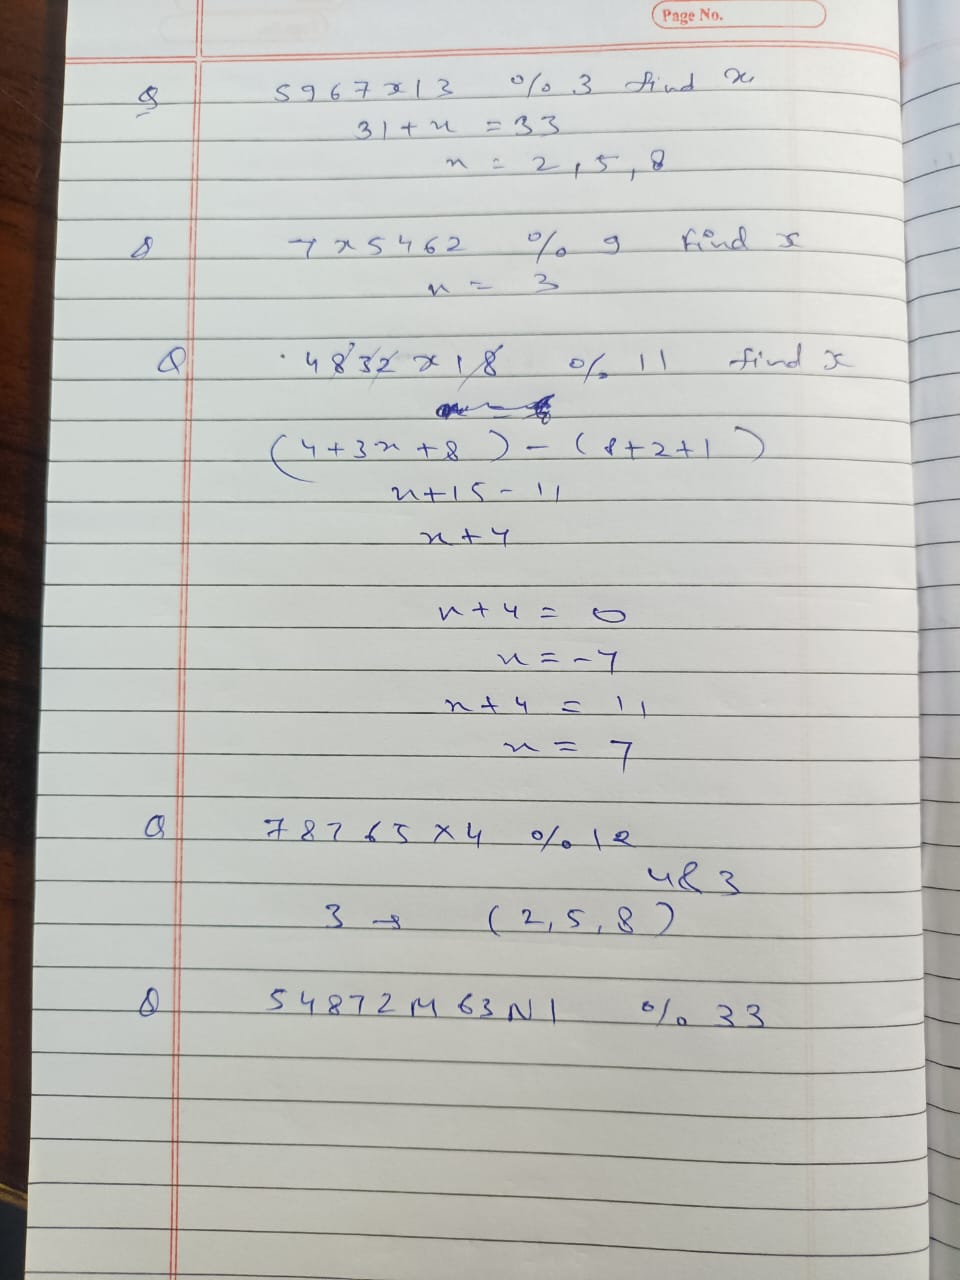 Page No.
Q 5967x13 % 3 find x
31 + x = 33
x = 2, 5, 8
Q 7x5462 % 9 find x
x = 3
Q 4832x18 % 11 find x
(4+3x+8) - (8+2+1)
x+15-11
x+4
x+4 = 0
x = -4
x+4 = 11
x = 7
Q 78765x4 % 12
4&3
3 → (2,5,8)
Q 54872M63N1 % 33